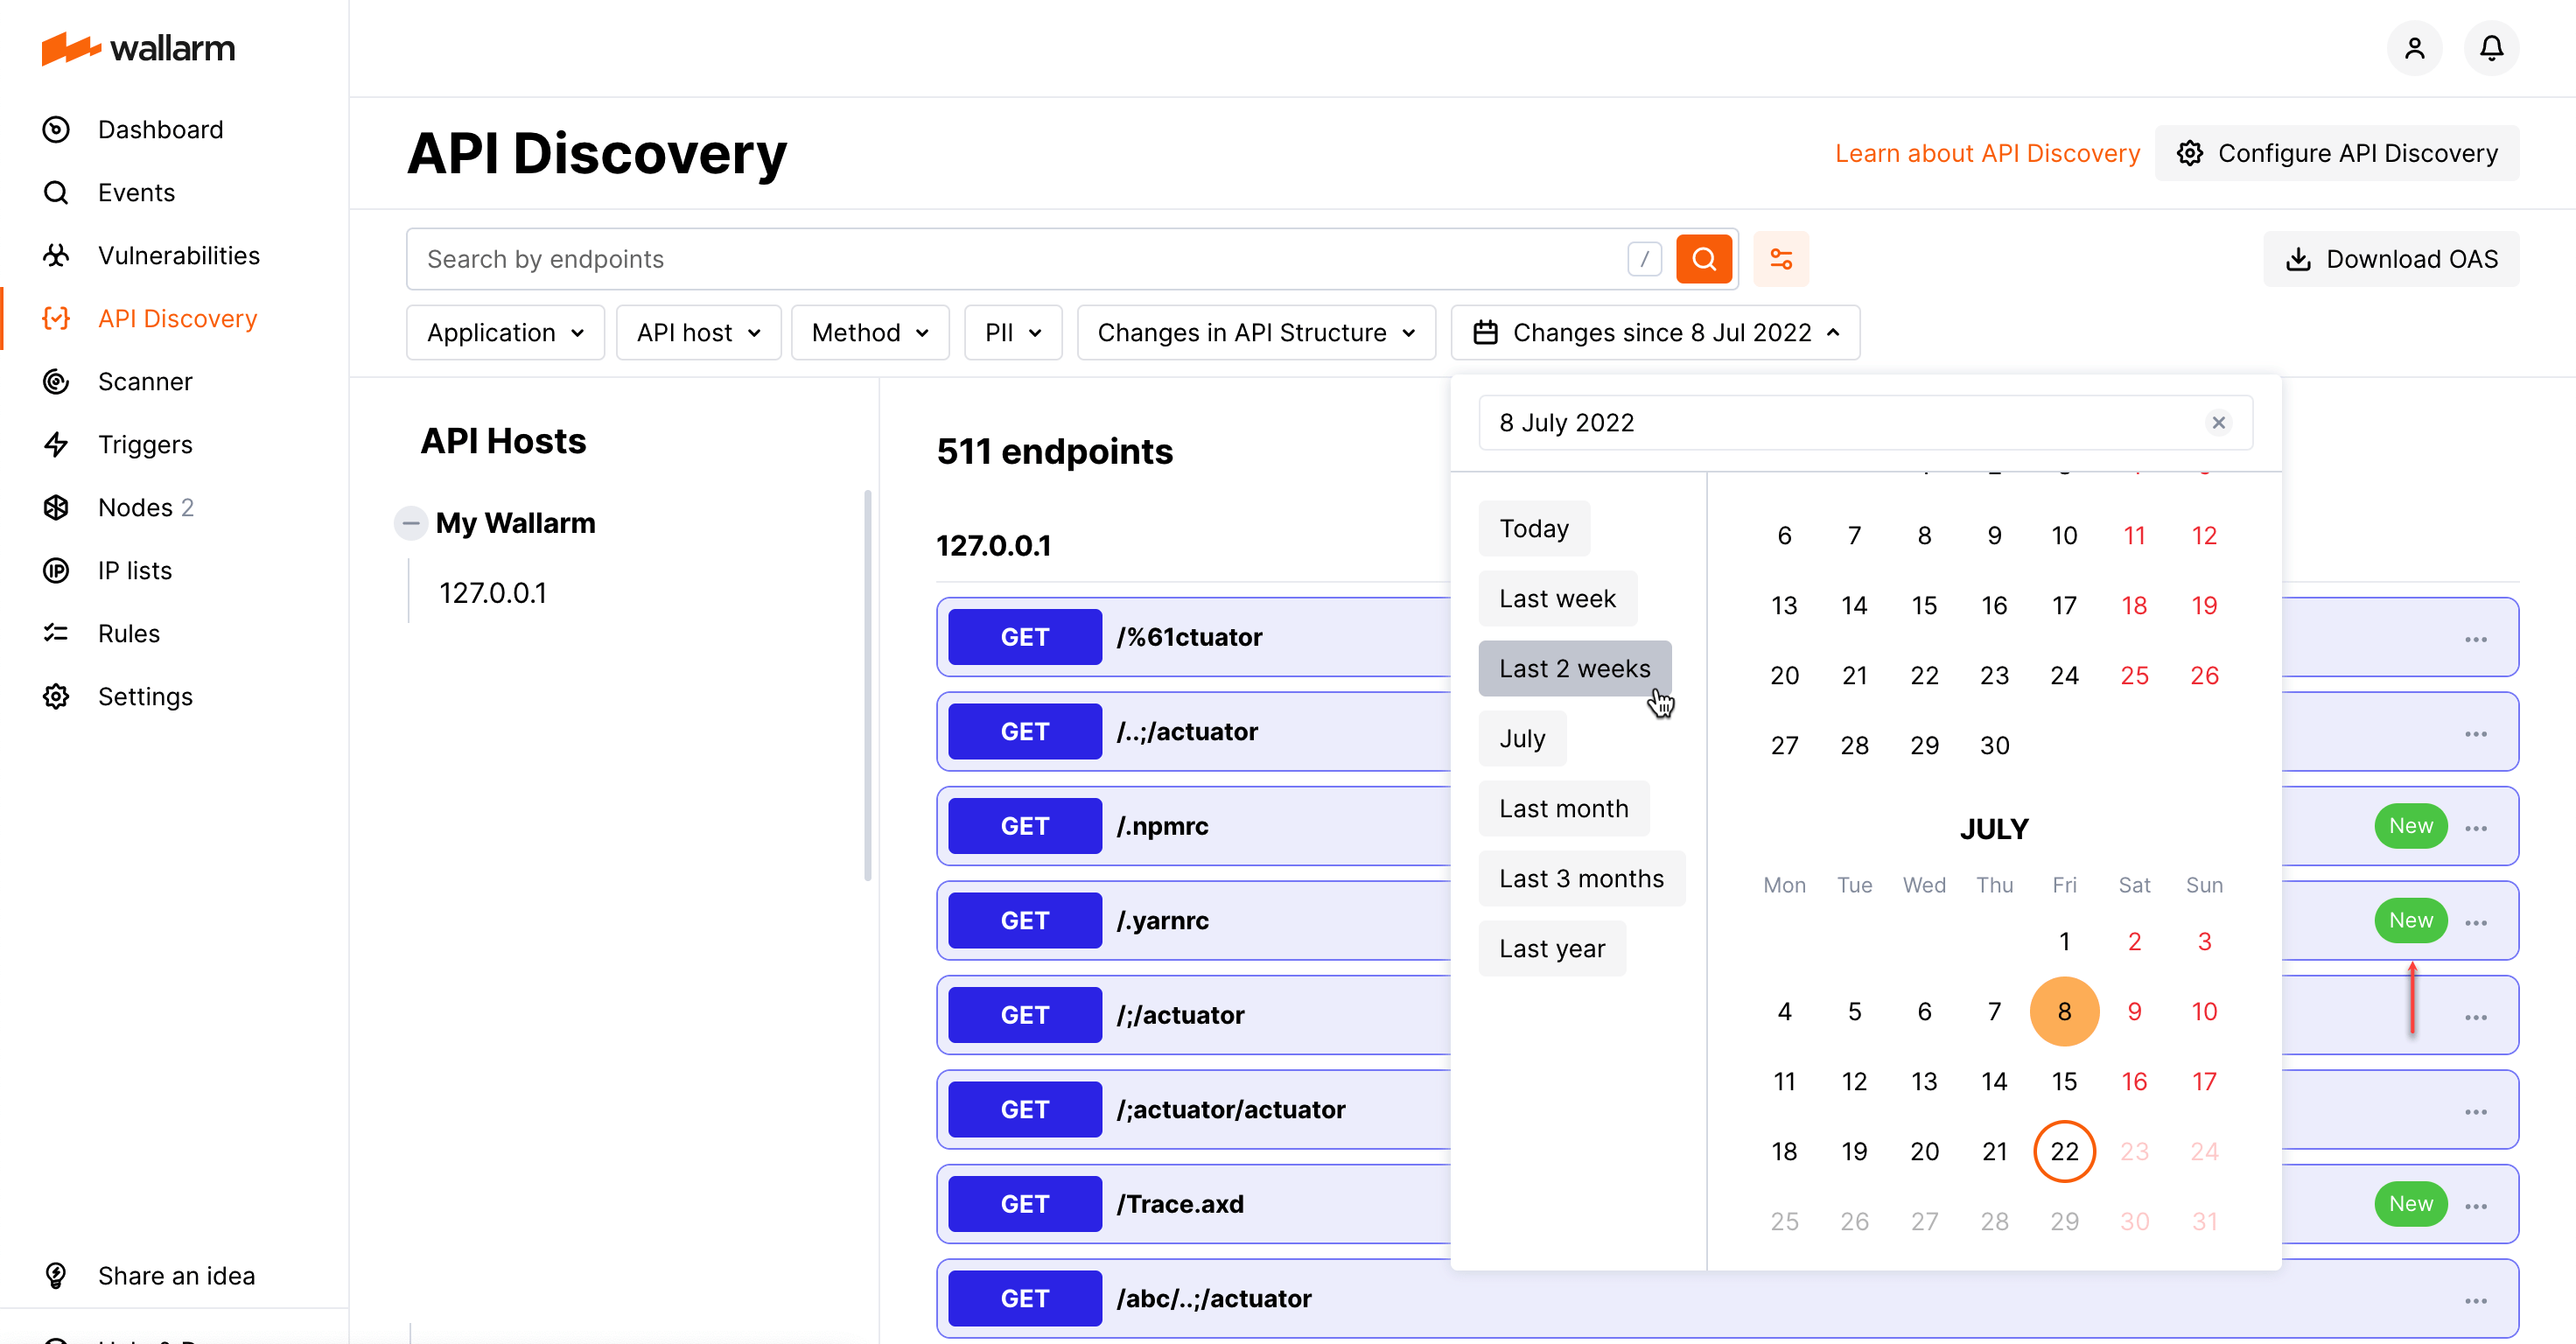 wallarm
Dashboard
Events
Vulnerabilities
API Discovery
Scanner
Triggers
Nodes 2
IP lists
Rules
Settings
Share an idea
API Discovery
Learn about API Discovery
Configure API Discovery
Search by endpoints
/
Download OAS
Application
API host
Method
PII
Changes in API Structure
Changes since 8 Jul 2022
API Hosts
My Wallarm
127.0.0.1
511 endpoints
127.0.0.1
GET /%61ctuator
GET /..;/actuator
GET /.npmrc New
GET /.yarnrc New
GET /;/actuator
GET /;actuator/actuator
GET /Trace.axd New
GET /abc/..;/actuator
8 July 2022
Today
Last week
Last 2 weeks
July
Last month
Last 3 months
Last year
6 7 8 9 10 11 12
13 14 15 16 17 18 19
20 21 22 23 24 25 26
27 28 29 30
JULY
Mon Tue Wed Thu Fri Sat Sun
1 2 3
4 5 6 7 8 9 10
11 12 13 14 15 16 17
18 19 20 21 22 23 24
25 26 27 28 29 30 31